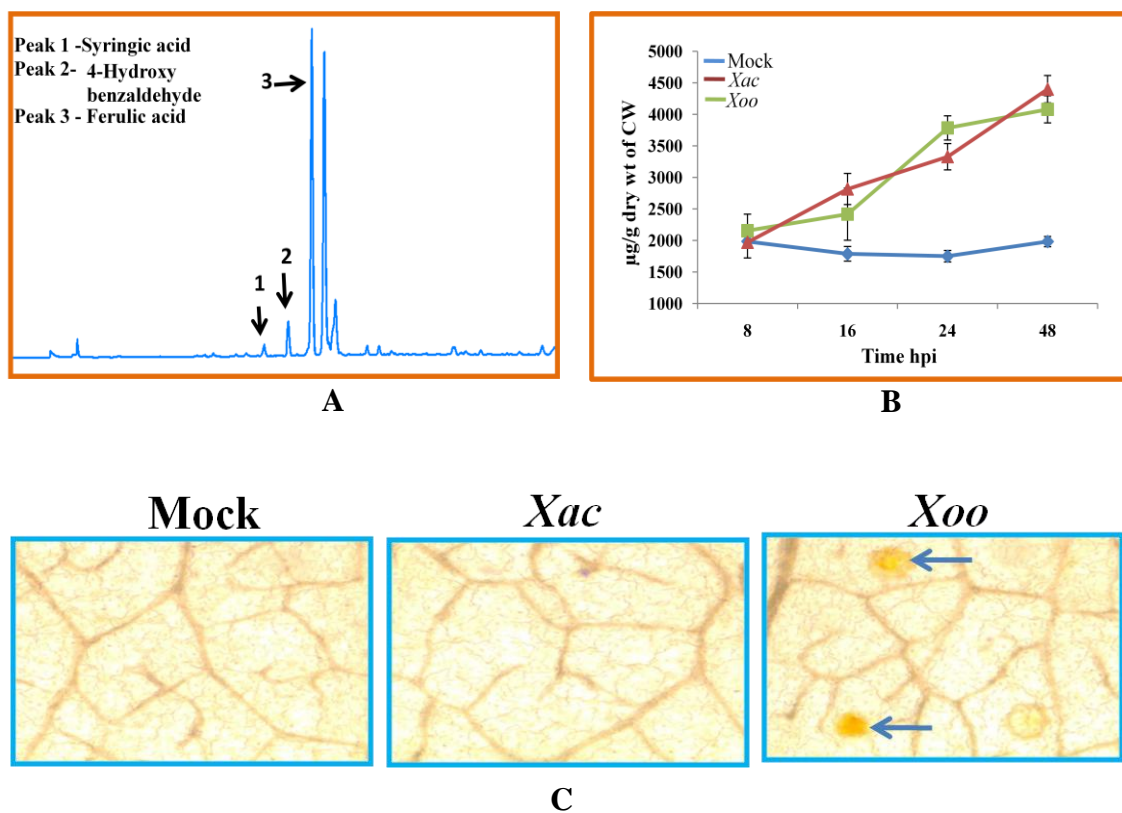 Peak 1 -Syringic acid
Peak 2- 4-Hydroxy
benzaldehyde
Peak 3 - Ferulic acid
3
2
1
A
5000
4500
4000
3500
3000
2500
2000
1500
1000
µg/g dry wt of CW
Mock
Xac
Xoo
8 16 24 48
Time hpi
B
Mock
Xac
Xoo
C